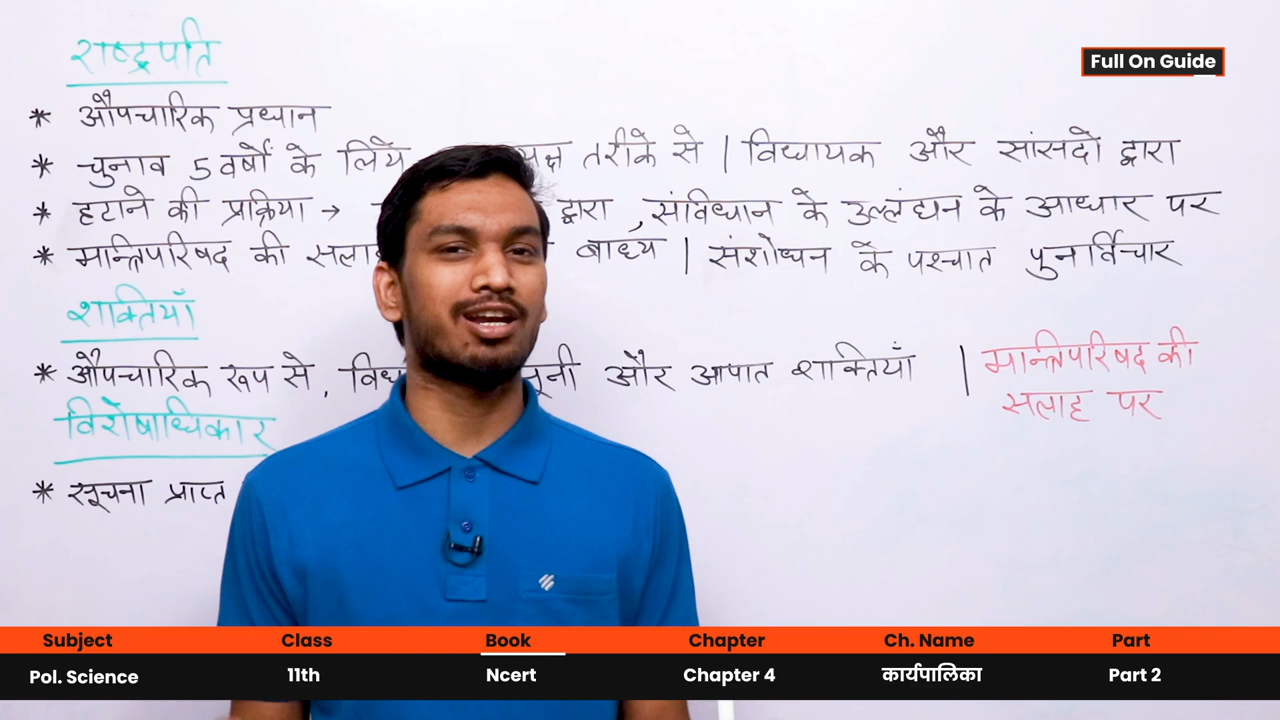 राष्ट्रपति
Full On Guide
* औपचारिक प्रधान
* चुनाव 5 वर्षों के लिये तरीके से | विधायक और सांसदों द्वारा
* हटाने की प्रक्रिया → द्वारा , संविधान के उल्लंघन के आधार पर
* मन्त्रिपरिषद की बाध्य | संशोधन के पश्चात पुनर्विचार
शक्तियाँ
* औपचारिक रूप से, और आपात शक्तियाँ | मन्त्रिपरिषद की
सलाह पर
विशेषाधिकार
* सूचना प्राप्त
Subject Class Book Chapter Ch. Name Part
Pol. Science 11th Ncert Chapter 4 कार्यपालिका Part 2